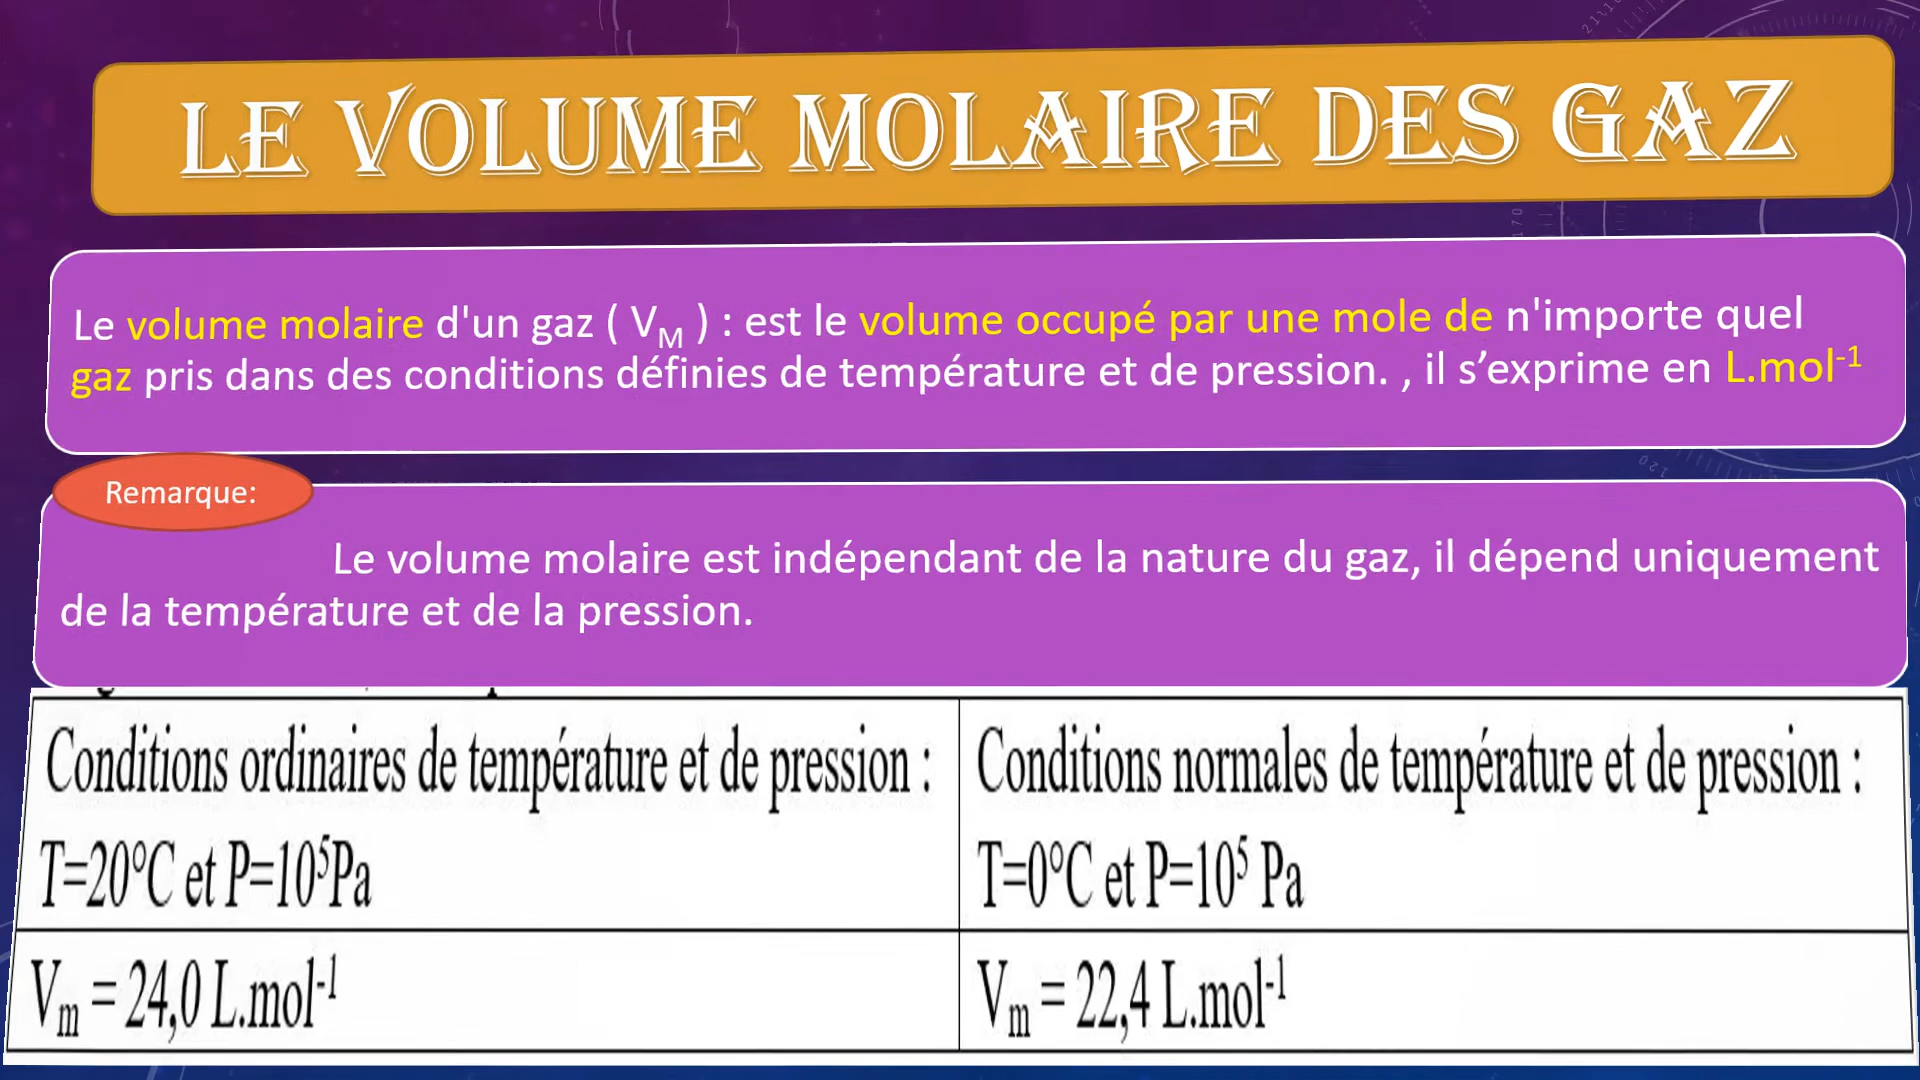 LE VOLUME MOLAIRE DES GAZ
Le volume molaire d'un gaz ( V_M ) : est le volume occupé par une mole de n'importe quel
gaz pris dans des conditions définies de température et de pression. , il s’exprime en L.mol⁻¹
Remarque:
Le volume molaire est indépendant de la nature du gaz, il dépend uniquement
de la température et de la pression.
Conditions ordinaires de température et de pression :
T=20°C et P=10⁵Pa
Conditions normales de température et de pression :
T=0°C et P=10⁵ Pa
Vₘ = 24,0 L.mol⁻¹
Vₘ = 22,4 L.mol⁻¹